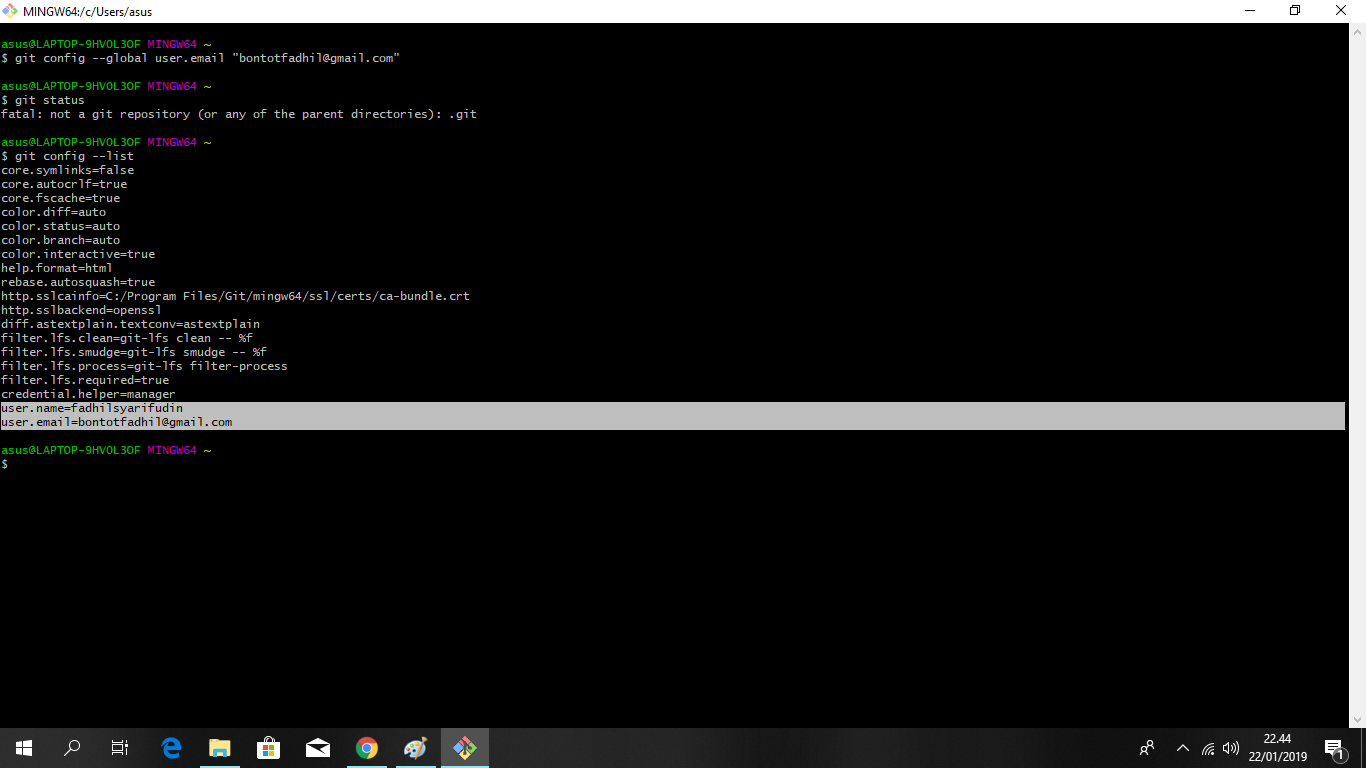 MINGW64:/c/Users/asus
asus@LAPTOP-9HVOL3OF MINGW64 ~
$ git config --global user.email "bontotfadhil@gmail.com"
asus@LAPTOP-9HVOL3OF MINGW64 ~
$ git status
fatal: not a git repository (or any of the parent directories): .git
asus@LAPTOP-9HVOL3OF MINGW64 ~
$ git config --list
core.symlinks=false
core.autocrlf=true
core.fscache=true
color.diff=auto
color.status=auto
color.branch=auto
color.interactive=true
help.format=html
rebase.autosquash=true
http.sslcainfo=C:/Program Files/Git/mingw64/ssl/certs/ca-bundle.crt
http.sslbackend=openssl
diff.astextplain.textconv=astextplain
filter.lfs.clean=git-lfs clean -- %f
filter.lfs.smudge=git-lfs smudge -- %f
filter.lfs.process=git-lfs filter-process
filter.lfs.required=true
credential.helper=manager
user.name=fadhilsyarifudin
user.email=bontotfadhil@gmail.com
asus@LAPTOP-9HVOL3OF MINGW64 ~
$
22.44
22/01/2019
1